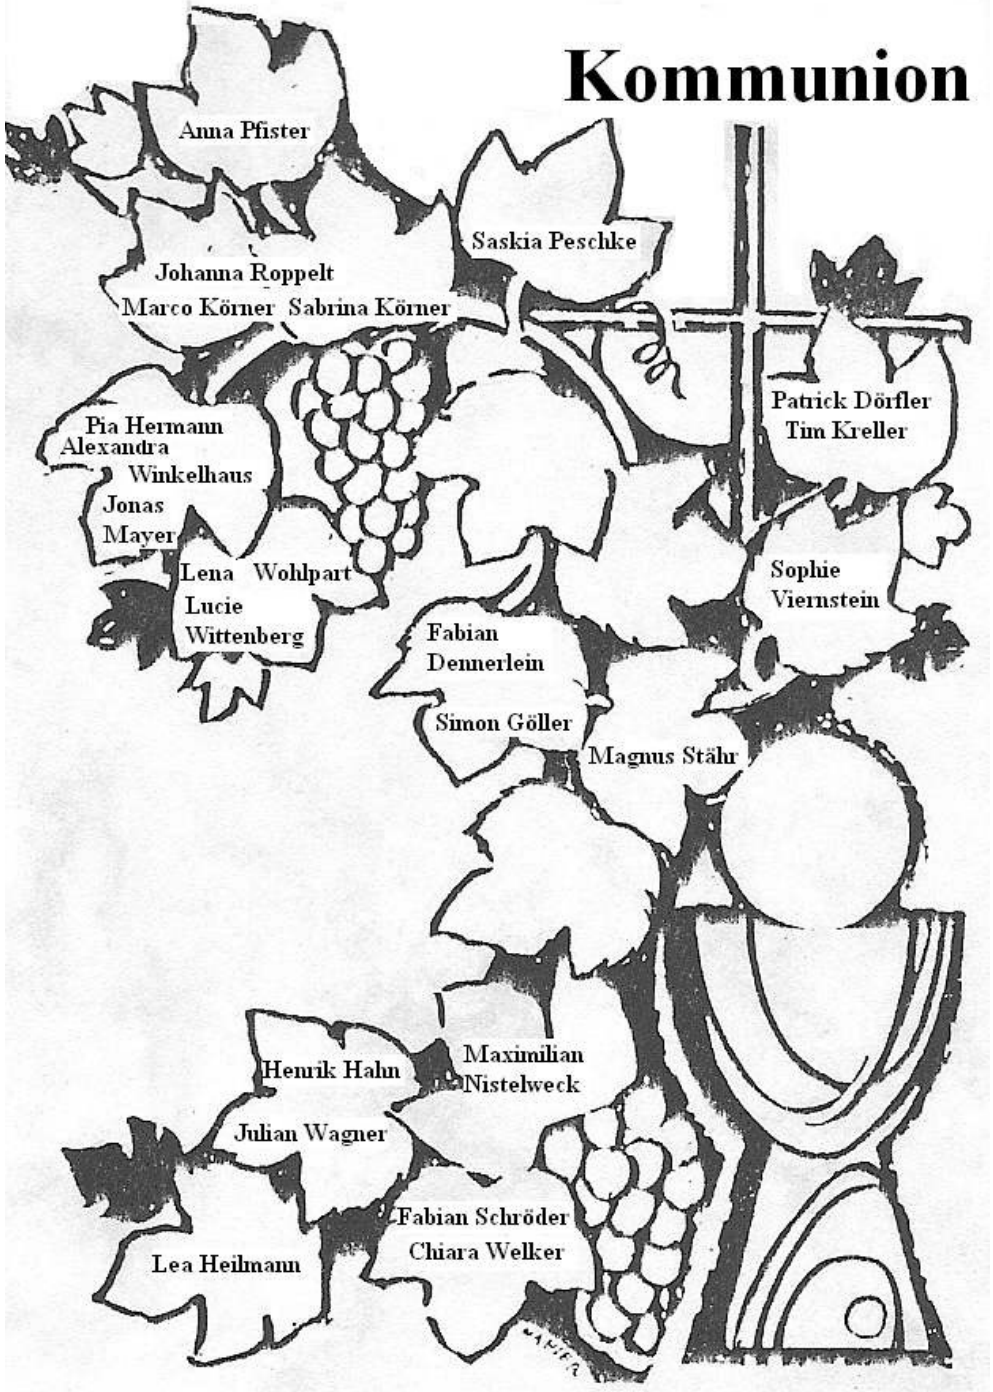 Kommunion
Anna Pfister
Saskia Peschke
Johanna Roppelt
Marco Körner Sabrina Körner
Patrick Dörfler
Tim Kreller
Pia Hermann
Alexandra
Winkelhaus
Jonas
Mayer
Lena Wohlpart
Lucie
Wittenberg
Sophie
Viernstein
Fabian
Dennerlein
Simon Göller
Magnus Stähr
Maximilian
Nistelweck
Henrik Hahn
Julian Wagner
Fabian Schröder
Chiara Welker
Lea Heilmann